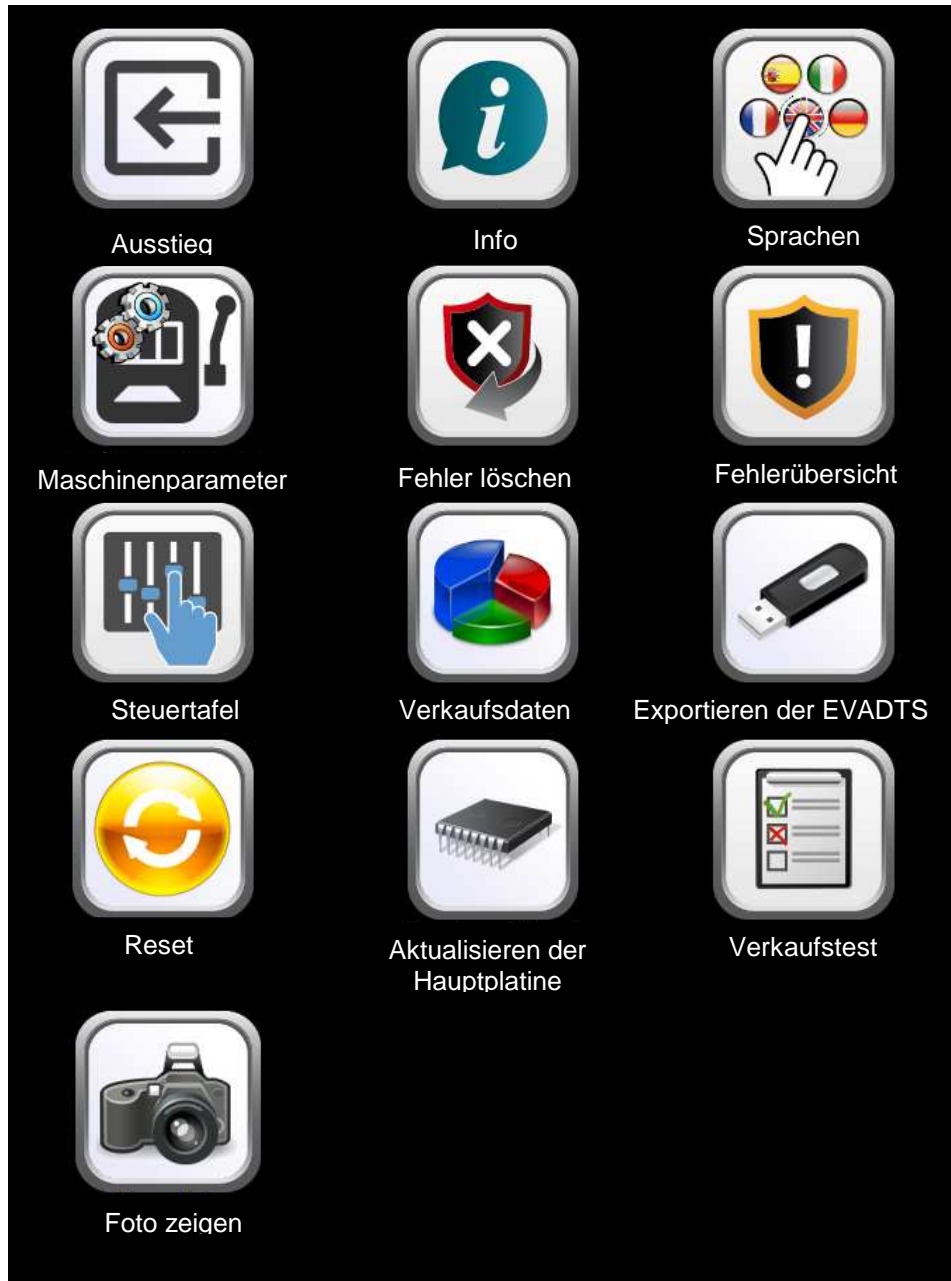 Ausstieg
Info
Sprachen
Maschinenparameter
Fehler löschen
Fehlerübersicht
Steuertafel
Verkaufsdaten
Exportieren der EVADTS
Reset
Aktualisieren der
Hauptplatine
Verkaufstest
Foto zeigen